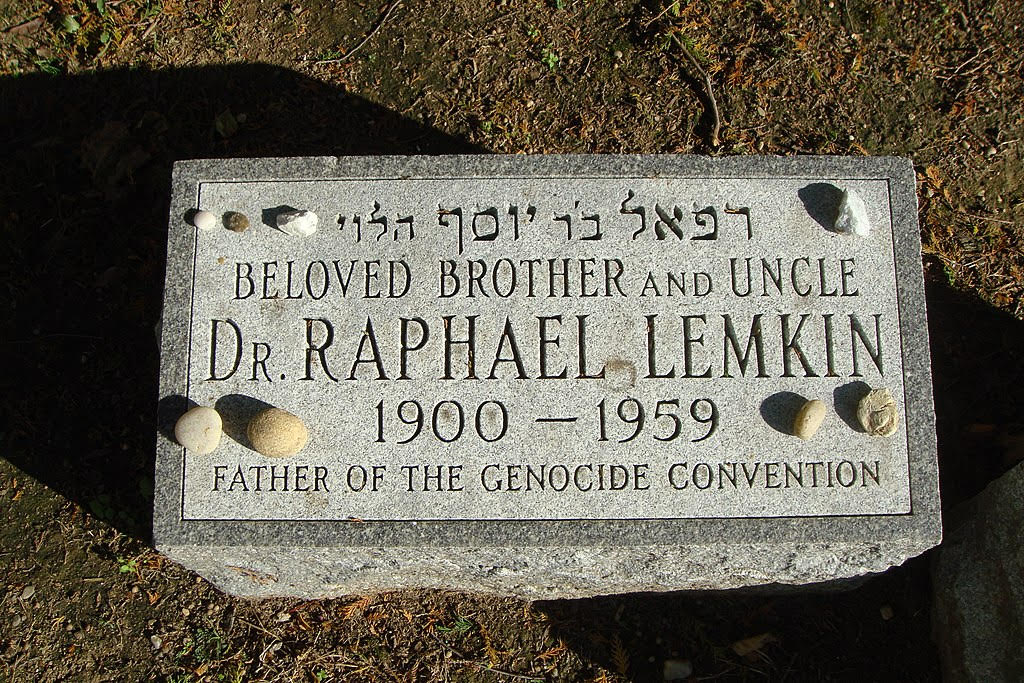 רפאל בר יוסף הלוי
BELOVED BROTHER AND UNCLE
DR. RAPHAEL LEMKIN
1900 — 1959
FATHER OF THE GENOCIDE CONVENTION